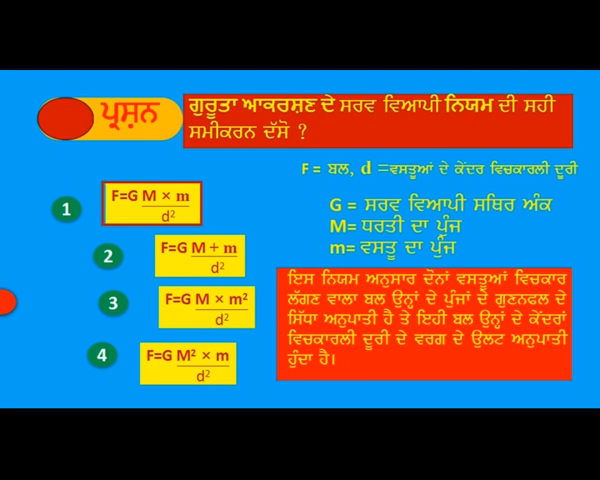 ਪ੍ਰਸ਼ਨ
ਗੁਰੂਤਾ ਆਕਰਸ਼ਣ ਦੇ ਸਰਵ ਵਿਆਪੀ ਨਿਯਮ ਦੀ ਸਹੀ
ਸਮੀਕਰਨ ਦੱਸੋ ?
F = ਬਲ, d =ਵਸਤੂਆਂ ਦੇ ਕੇਂਦਰ ਵਿਚਕਾਰਲੀ ਦੂਰੀ
G = ਸਰਵ ਵਿਆਪੀ ਸਥਿਰ ਅੰਕ
M= ਧਰਤੀ ਦਾ ਪੁੰਜ
m= ਵਸਤੂ ਦਾ ਪੁੰਜ
1
F=G M × m
d²
2
F=G M + m
d²
3
F=G M × m²
d²
4
F=G M² × m
d²
ਇਸ ਨਿਯਮ ਅਨੁਸਾਰ ਦੋਨਾਂ ਵਸਤੂਆਂ ਵਿਚਕਾਰ
ਲੱਗਣ ਵਾਲਾ ਬਲ ਉਨ੍ਹਾਂ ਦੇ ਪੁੰਜਾਂ ਦੇ ਗੁਣਨਫਲ ਦੇ
ਸਿੱਧਾ ਅਨੁਪਾਤੀ ਹੈ ਤੇ ਇਹੀ ਬਲ ਉਨ੍ਹਾਂ ਦੇ ਕੇਂਦਰਾਂ
ਵਿਚਕਾਰਲੀ ਦੂਰੀ ਦੇ ਵਰਗ ਦੇ ਉਲਟ ਅਨੁਪਾਤੀ
ਹੁੰਦਾ ਹੈ।